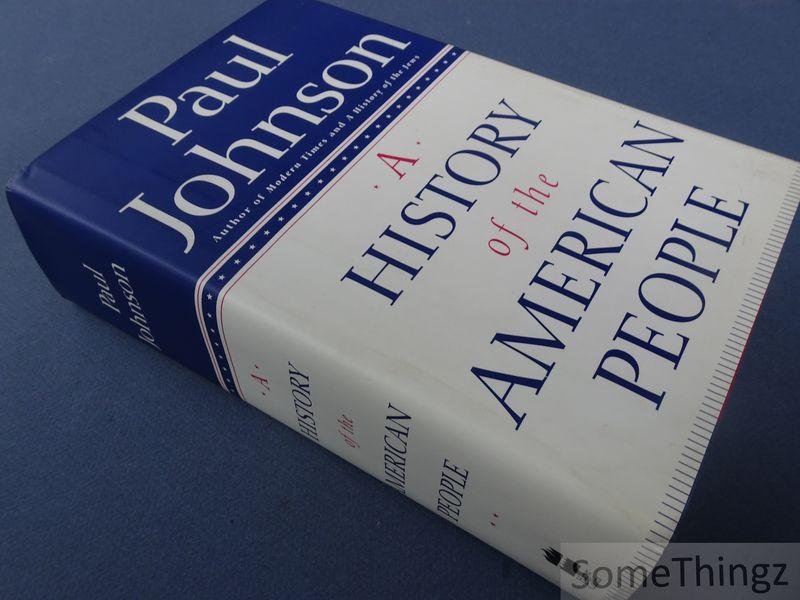 Paul
Johnson
Author of Modern Times and A History of the Jews
· A ·
HISTORY
of the
AMERICAN
PEOPLE
Paul
Johnson
· A ·
HISTORY
of the
AMERICAN
PEOPLE
SomeThingz